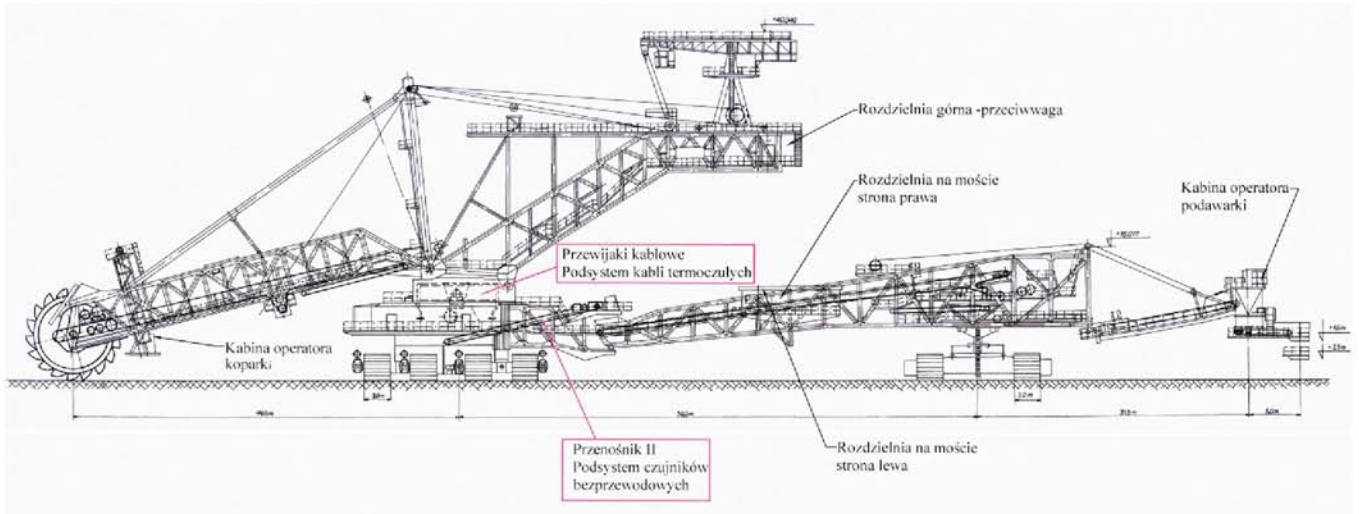 Rozdzielnia górna -przeciwwaga
Rozdzielnia na moście
strona prawa
Kabina operatora
podawarki
Przewijaki kablowe
Podsystem kabli termoczułych
Kabina operatora
koparki
Przenośnik II
Podsystem czujników
bezprzewodowych
Rozdzielnia na moście
strona lewa